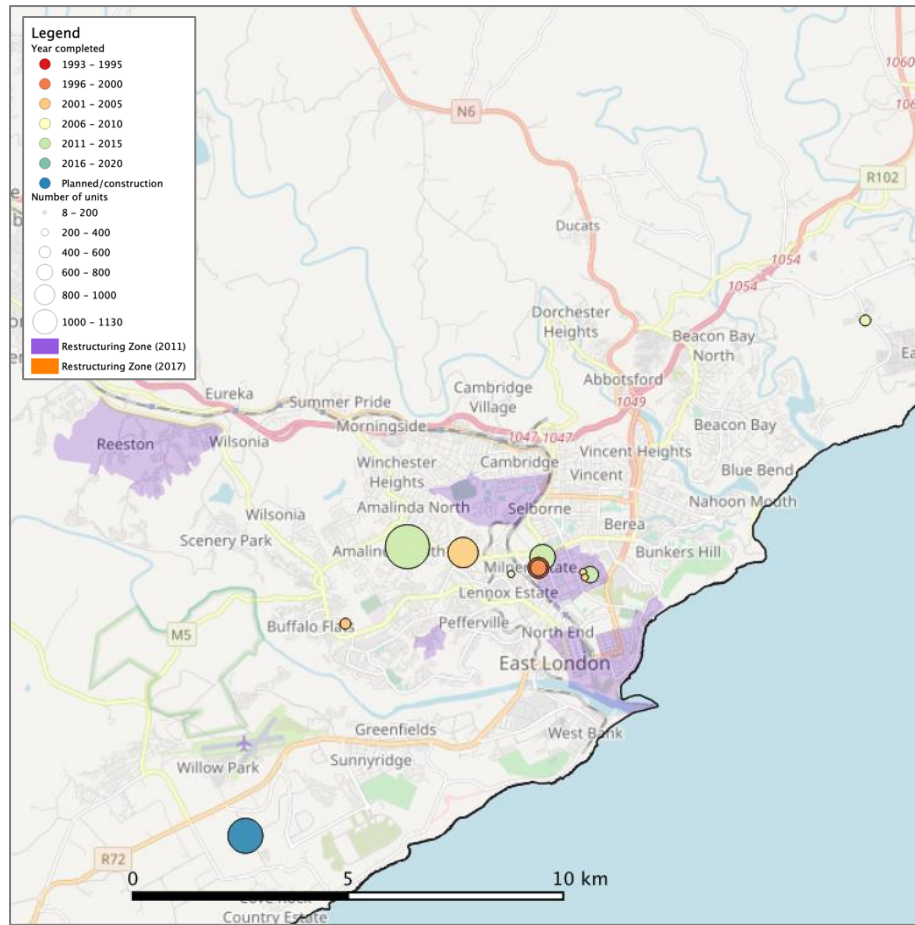 Legend
Year completed
1993 – 1995
1996 – 2000
2001 – 2005
2006 – 2010
2011 – 2015
2016 – 2020
Planned/construction
Number of units
8 – 200
200 – 400
400 – 600
600 – 800
800 – 1000
1000 – 1130
Restructuring Zone (2011)
Restructuring Zone (2017)
1060
N6
R102
Ducats
1054
1054
Dorchester
Heights
Beacon Bay
North
Abbotsford
Eureka
Summer Pride
Cambridge
Village
1049
Morningside
1047
1047
Beacon Bay
Reeston
Wilsonia
Winchester
Heights
Cambridge
Vincent Heights
Vincent
Blue Bend
Amalinda North
Selborne
Nahoon Mouth
Wilsonia
Berea
Scenery Park
Bunkers Hill
Lennox Estate
Buffalo Flats
Pefferville
M5
North End
East London
Greenfields
West Bank
Willow Park
Sunnyridge
R72
0
5
10 km
Country Estate